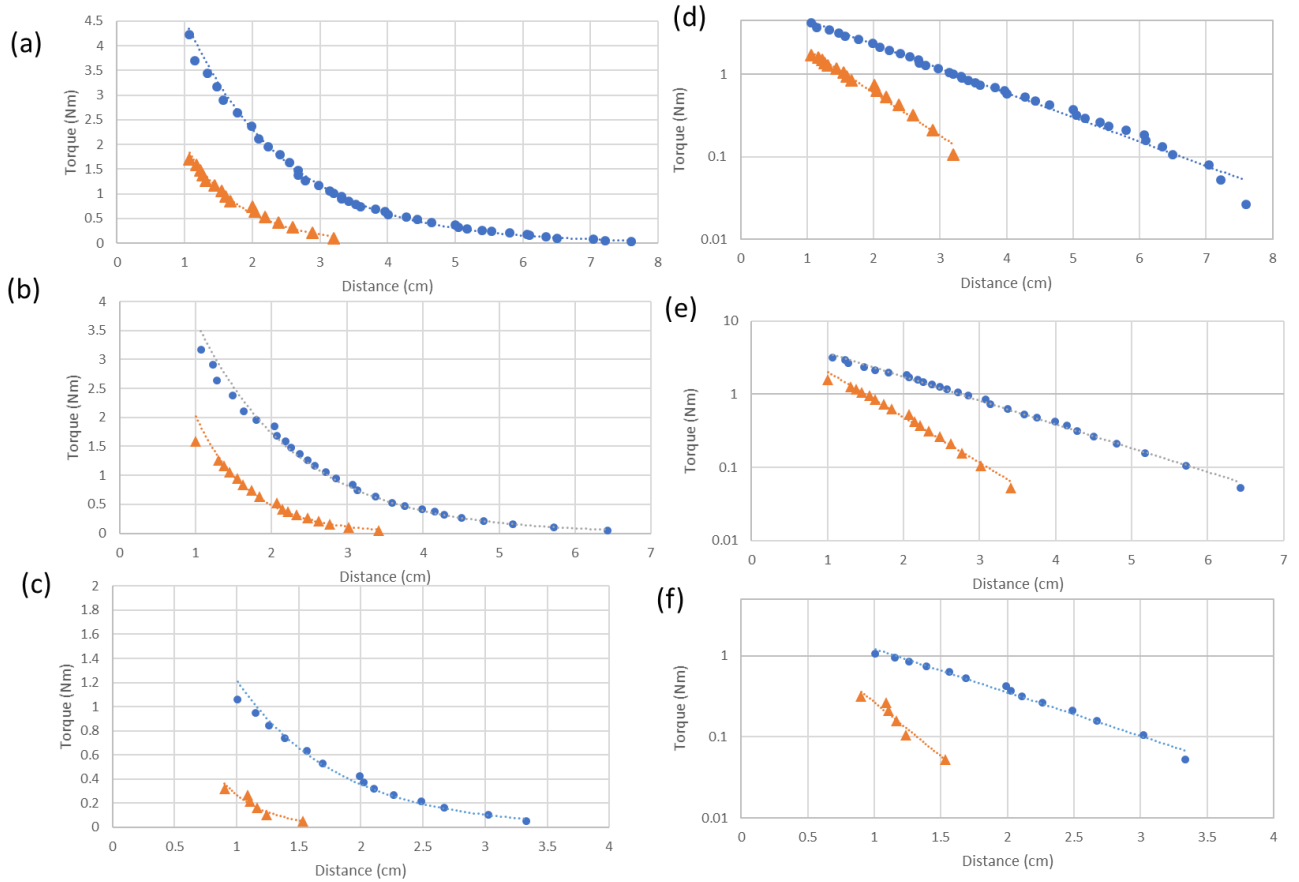 (a)
4.5
4
3.5
3
2.5
2
1.5
1
0.5
0
Torque (Nm)
0 1 2 3 4 5 6 7 8
Distance (cm)
(d)
1
0.1
0.01
Torque (Nm)
0 1 2 3 4 5 6 7 8
Distance (cm)
(b)
4
3.5
3
2.5
2
1.5
1
0.5
0
Torque (Nm)
0 1 2 3 4 5 6 7
Distance (cm)
(e)
10
1
0.1
0.01
Torque (Nm)
0 1 2 3 4 5 6 7
Distance (cm)
(c)
2
1.8
1.6
1.4
1.2
1
0.8
0.6
0.4
0.2
0
Torque (Nm)
0 0.5 1 1.5 2 2.5 3 3.5 4
Distance (cm)
(f)
1
0.1
0.01
Torque (Nm)
0 0.5 1 1.5 2 2.5 3 3.5 4
Distance (cm)